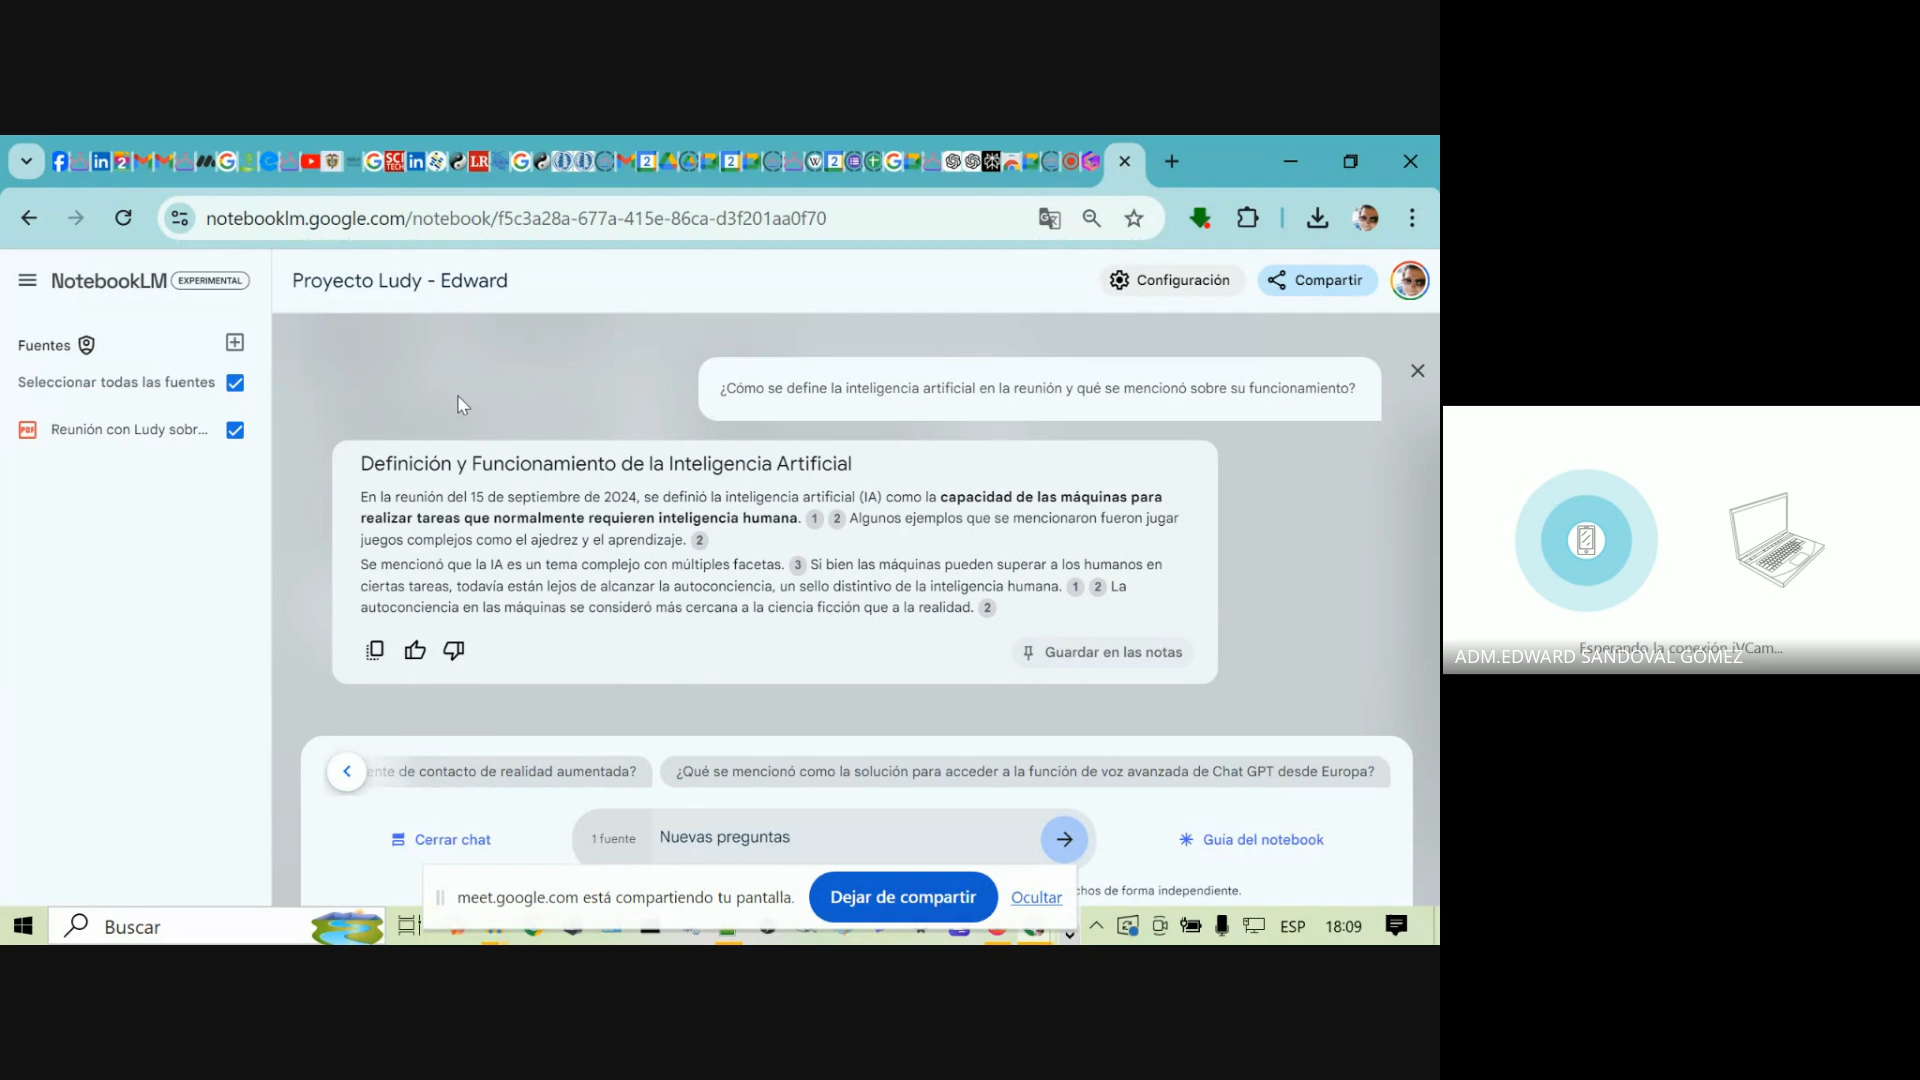 notebooklm.google.com/notebook/f5c3a28a-677a-415e-86ca-d3f201aa0f70
NotebookLM EXPERIMENTAL
Proyecto Ludy - Edward
Configuración
Compartir
Fuentes
Seleccionar todas las fuentes
PDF Reunión con Ludy sobr...
¿Cómo se define la inteligencia artificial en la reunión y qué se mencionó sobre su funcionamiento?
Definición y Funcionamiento de la Inteligencia Artificial
En la reunión del 15 de septiembre de 2024, se definió la inteligencia artificial (IA) como la capacidad de las máquinas para
realizar tareas que normalmente requieren inteligencia humana. 1 2 Algunos ejemplos que se mencionaron fueron jugar
juegos complejos como el ajedrez y el aprendizaje. 2
Se mencionó que la IA es un tema complejo con múltiples facetas. 3 Si bien las máquinas pueden superar a los humanos en
ciertas tareas, todavía están lejos de alcanzar la autoconciencia, un sello distintivo de la inteligencia humana. 1 2 La
autoconciencia en las máquinas se consideró más cercana a la ciencia ficción que a la realidad. 2
Guardar en las notas
ente de contacto de realidad aumentada?
¿Qué se mencionó como la solución para acceder a la función de voz avanzada de Chat GPT desde Europa?
Cerrar chat
1 fuente
Nuevas preguntas
Guía del notebook
chos de forma independiente.
meet.google.com está compartiendo tu pantalla.
Dejar de compartir
Ocultar
Buscar
ESP
18:09
Esperando la conexión iVCam...
ADM.EDWARD SANDOVAL GOMEZ